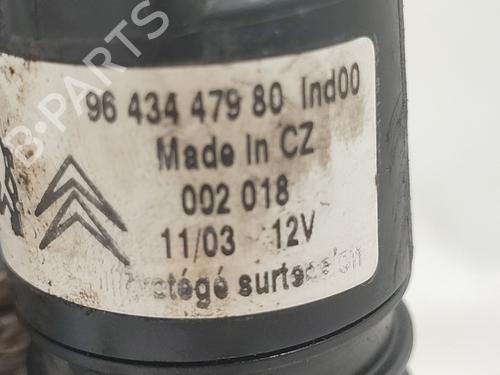 B-PARTS
96 434 479 80 Ind00
Made In CZ
002 018
11/03 12V